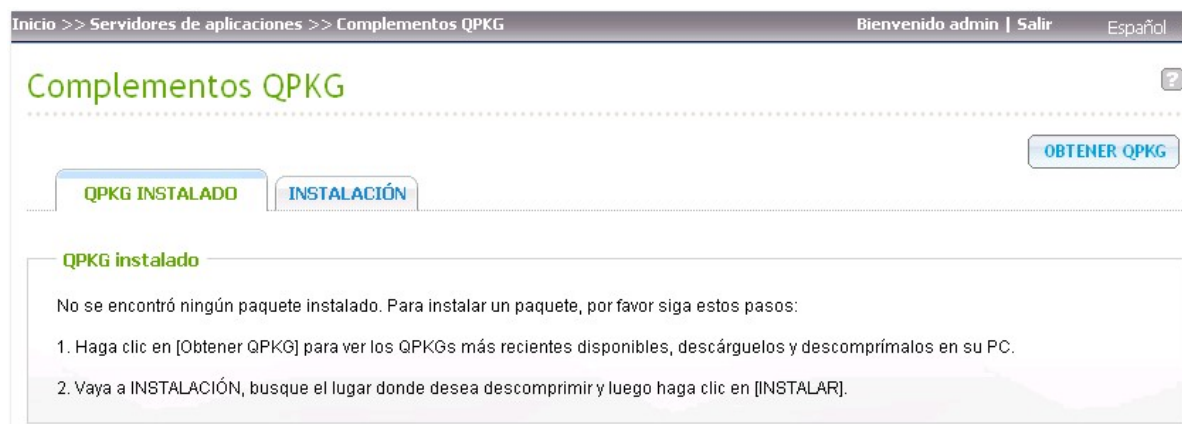 Inicio >> Servidores de aplicaciones >> Complementos QPKG Bienvenido admin | Salir Español
Complementos QPKG
?
OBTENER QPKG
QPKG INSTALADO INSTALACIÓN
QPKG instalado
No se encontró ningún paquete instalado. Para instalar un paquete, por favor siga estos pasos:
1. Haga clic en [Obtener QPKG] para ver los QPKGs más recientes disponibles, descárguelos y descomprímalos en su PC.
2. Vaya a INSTALACIÓN, busque el lugar donde desea descomprimir y luego haga clic en [INSTALAR].